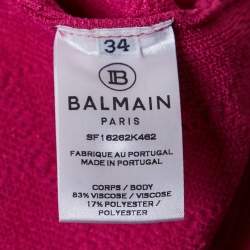 34
B
BALMAIN
PARIS
SF16262K462
FABRIQUE AU PORTUGAL
MADE IN PORTUGAL
CORPS / BODY
83% VISCOSE / VISCOSE
17% POLYESTER /
POLYESTER